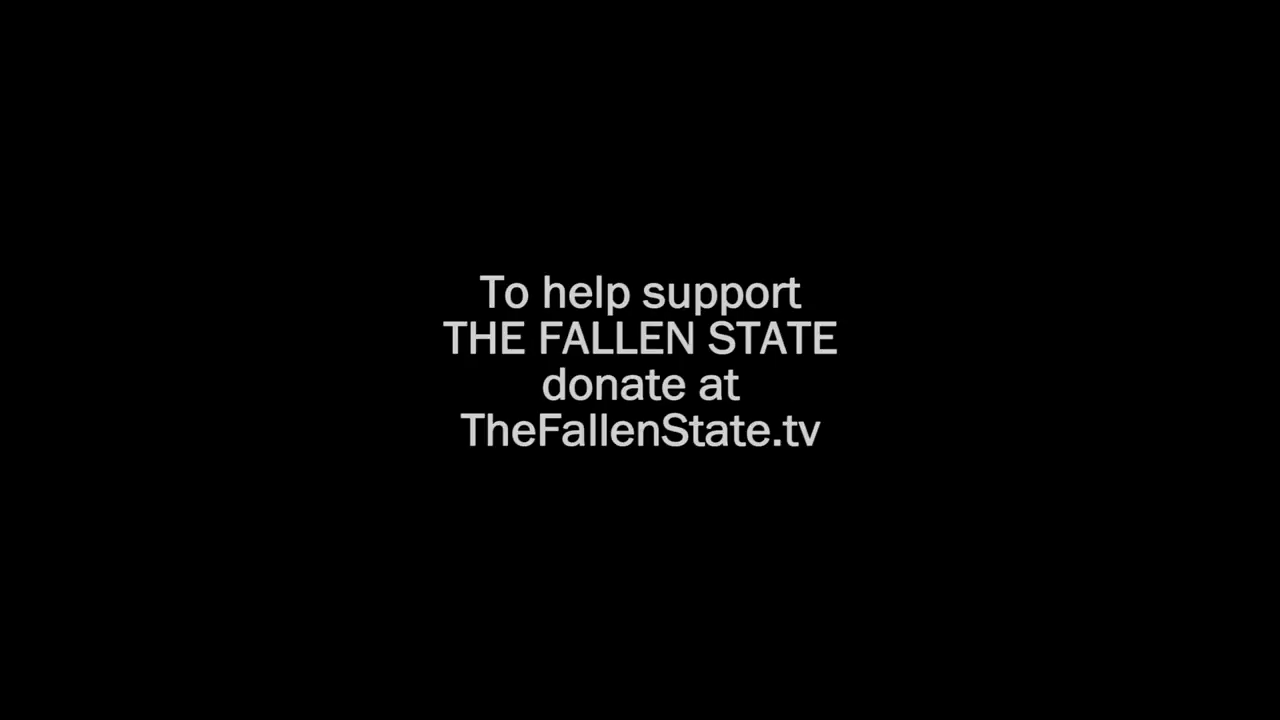 To help support
THE FALLEN STATE
donate at
TheFallenState.tv